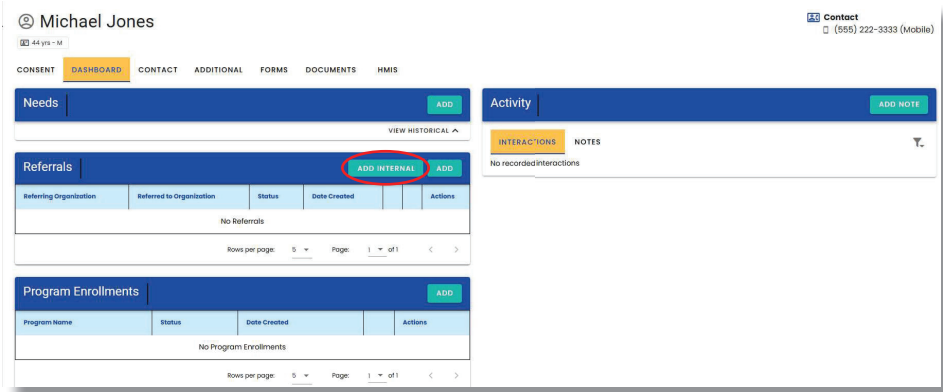 Michael Jones
44 yrs - M
Contact
(555) 222-3333 (Mobile)
CONSENT DASHBOARD CONTACT ADDITIONAL FORMS DOCUMENTS HMIS
Needs ADD
VIEW HISTORICAL
Referrals ADD INTERNAL ADD
Referring Organization Referred to Organization Status Date Created Actions
No Referrals
Rows per page: 5 Page: 1 of 1
Program Enrollments ADD
Program Name Status Date Created Actions
No Program Enrollments
Rows per page: 5 Page: 1 of 1
Activity ADD NOTE
INTERACTIONS NOTES
No recorded interactions